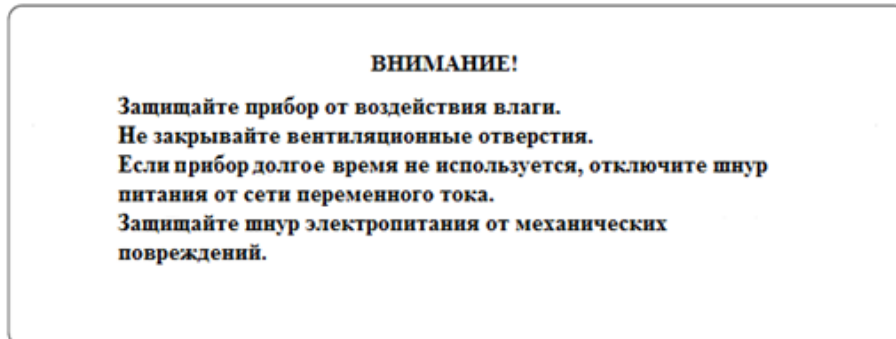 ВНИМАНИЕ!
Защищайте прибор от воздействия влаги.
Не закрывайте вентиляционные отверстия.
Если прибор долгое время не используется, отключите шнур
питания от сети переменного тока.
Защищайте шнур электропитания от механических
повреждений.